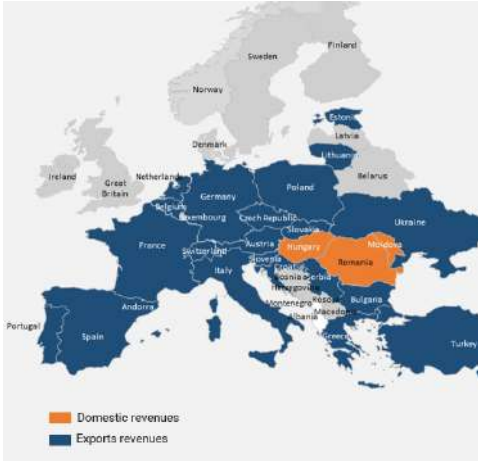 Finland
Sweden
Norway
Estonia
Latvia
Denmark
Lithuania
Ireland
Great
Britain
Netherland
Belarus
Belgium
Germany
Poland
Luxembourg
Czech Republic
Ukraine
Slovakia
France
Switzerland
Austria
Hungary
Moldova
Slovenia
Romania
Italy
Croatia
Bosnia
Herzegovina
Serbia
Andorra
Montenegro
Kosovo
Bulgaria
Portugal
Spain
Albania
Macedonia
Greece
Turkey
Domestic revenues
Exports revenues